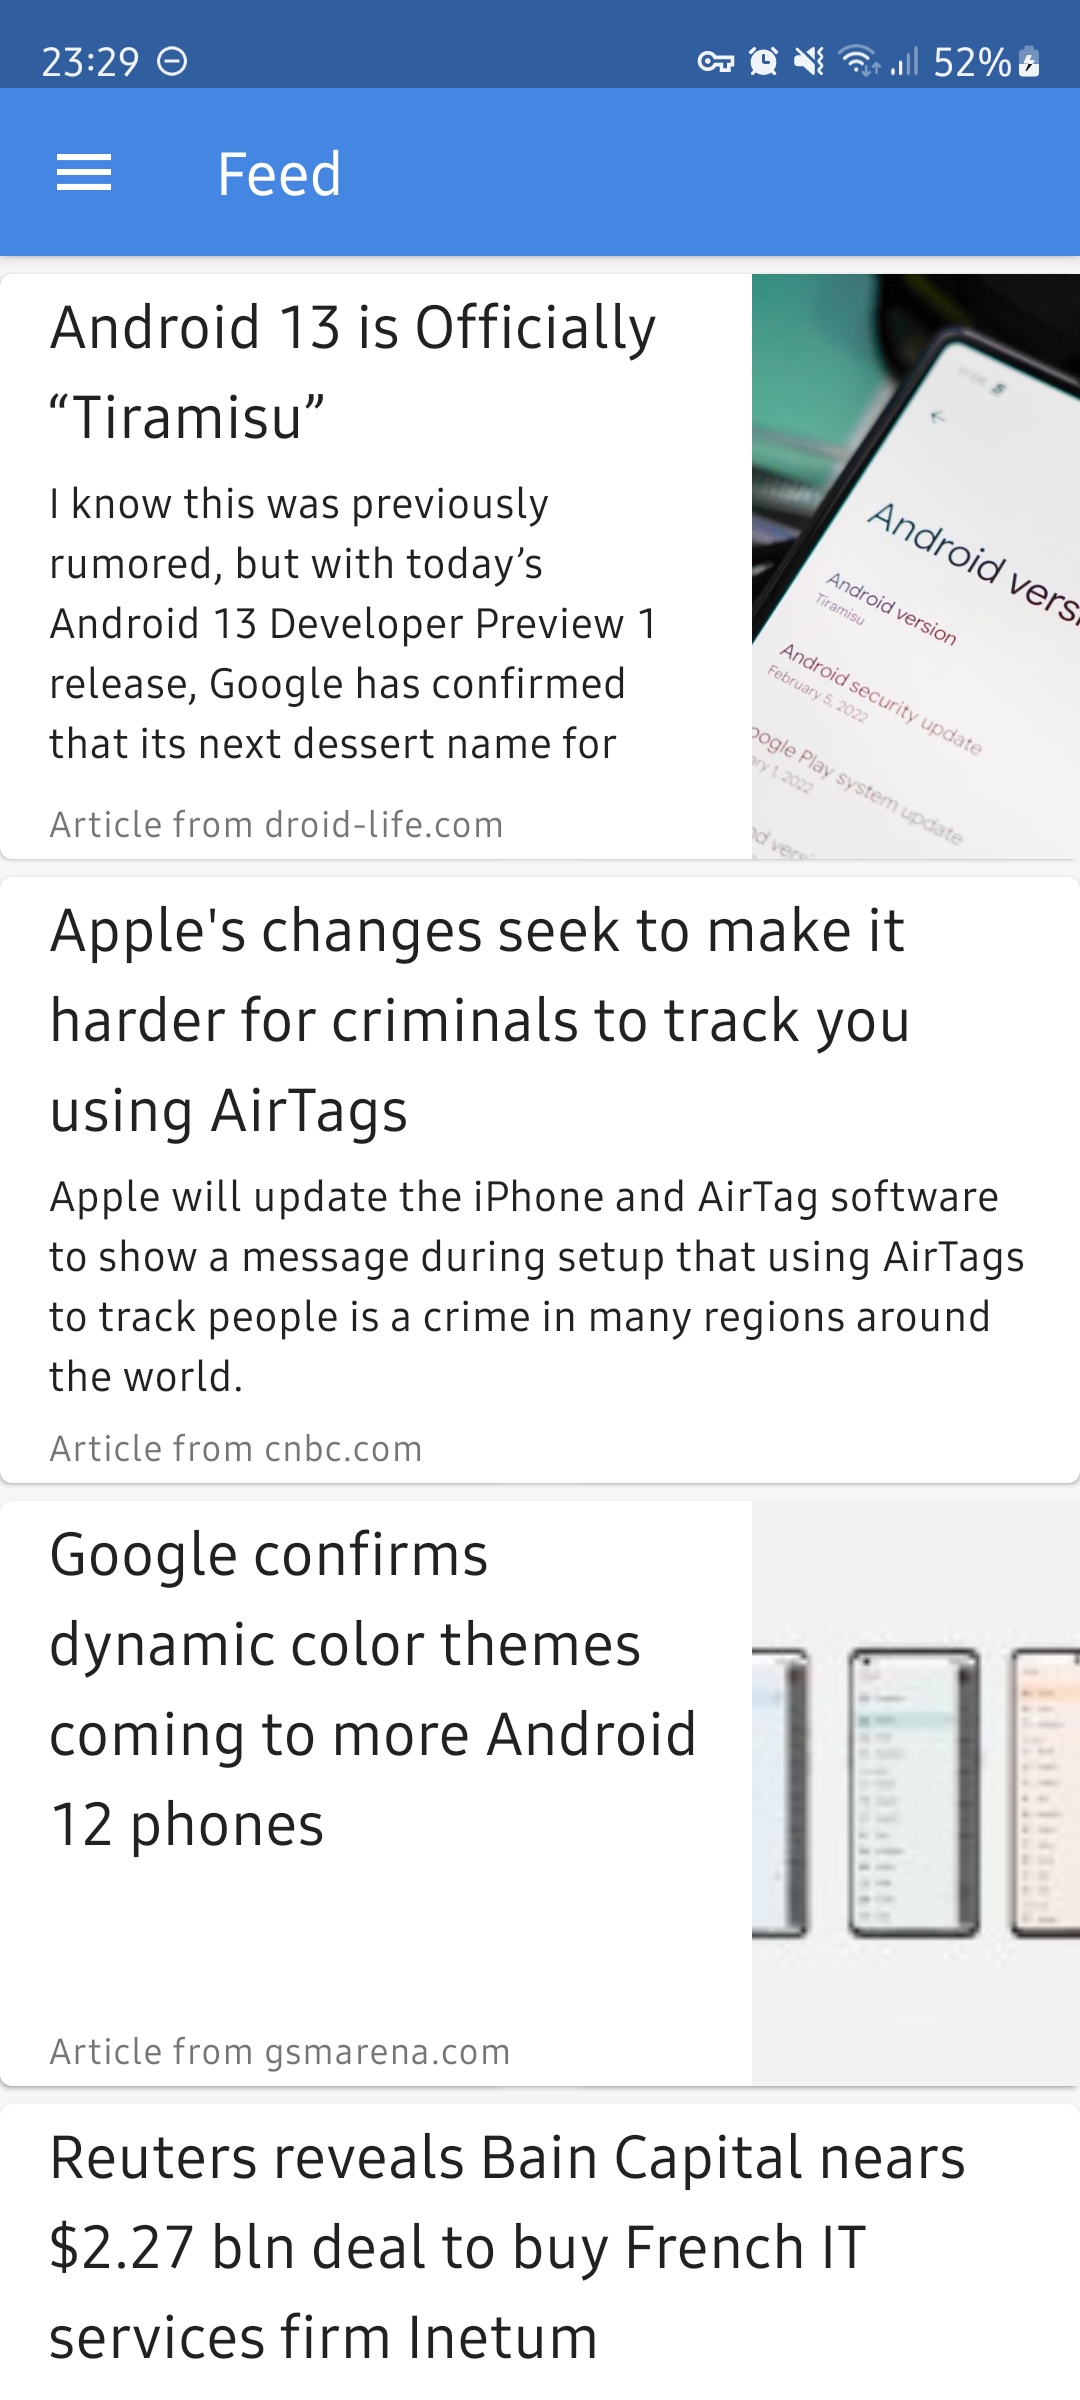 23:29
52%
Feed
Android 13 is Officially
“Tiramisu”
I know this was previously
rumored, but with today’s
Android 13 Developer Preview 1
release, Google has confirmed
that its next dessert name for
Article from droid-life.com
11:08
Android vers
Android version
Tiramisu
Android security update
February 5, 2022
oogle Play system update
ary 1, 2022
nd versi
Apple's changes seek to make it
harder for criminals to track you
using AirTags
Apple will update the iPhone and AirTag software
to show a message during setup that using AirTags
to track people is a crime in many regions around
the world.
Article from cnbc.com
Google confirms
dynamic color themes
coming to more Android
12 phones
Article from gsmarena.com
Reuters reveals Bain Capital nears
$2.27 bln deal to buy French IT
services firm Inetum